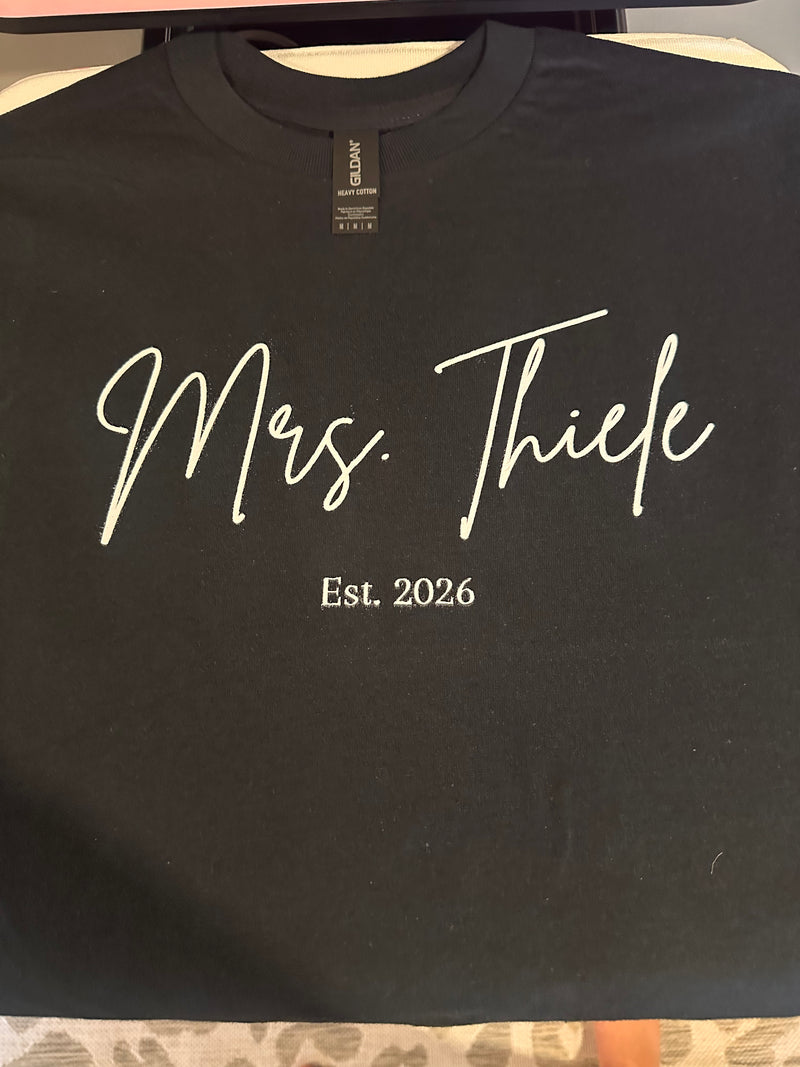 GILDAN®
HEAVY COTTON
M | M | M
Mrs. Thiele
Est. 2026